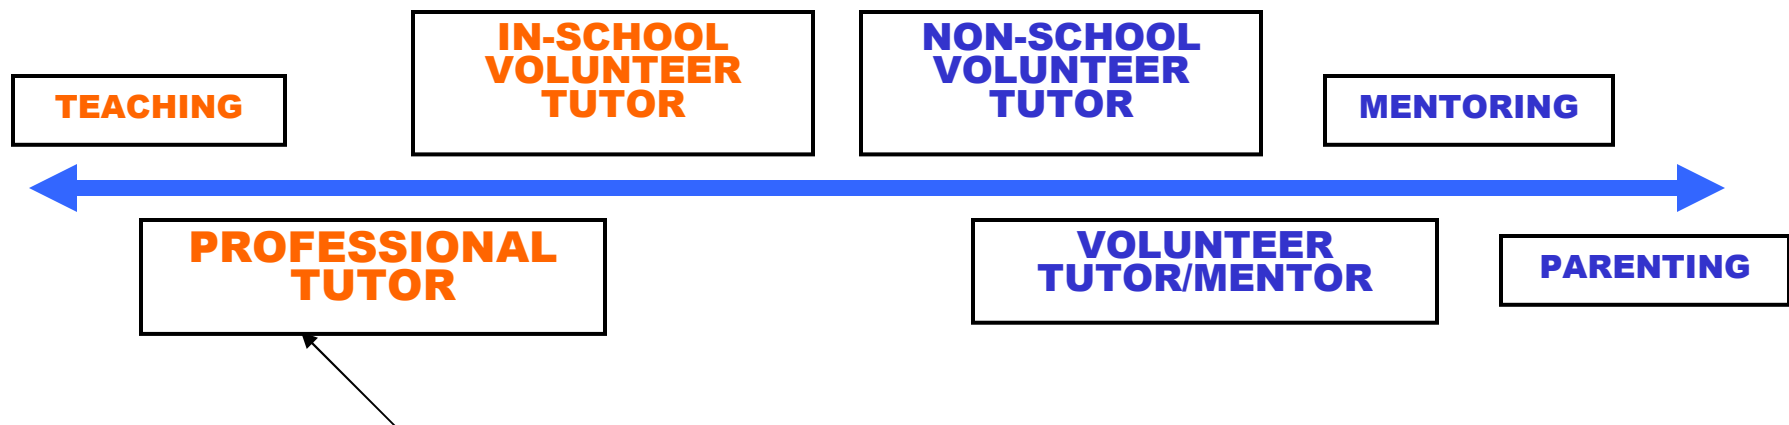 TEACHING
IN-SCHOOL
VOLUNTEER
TUTOR
NON-SCHOOL
VOLUNTEER
TUTOR
MENTORING
PROFESSIONAL
TUTOR
VOLUNTEER
TUTOR/MENTOR
PARENTING